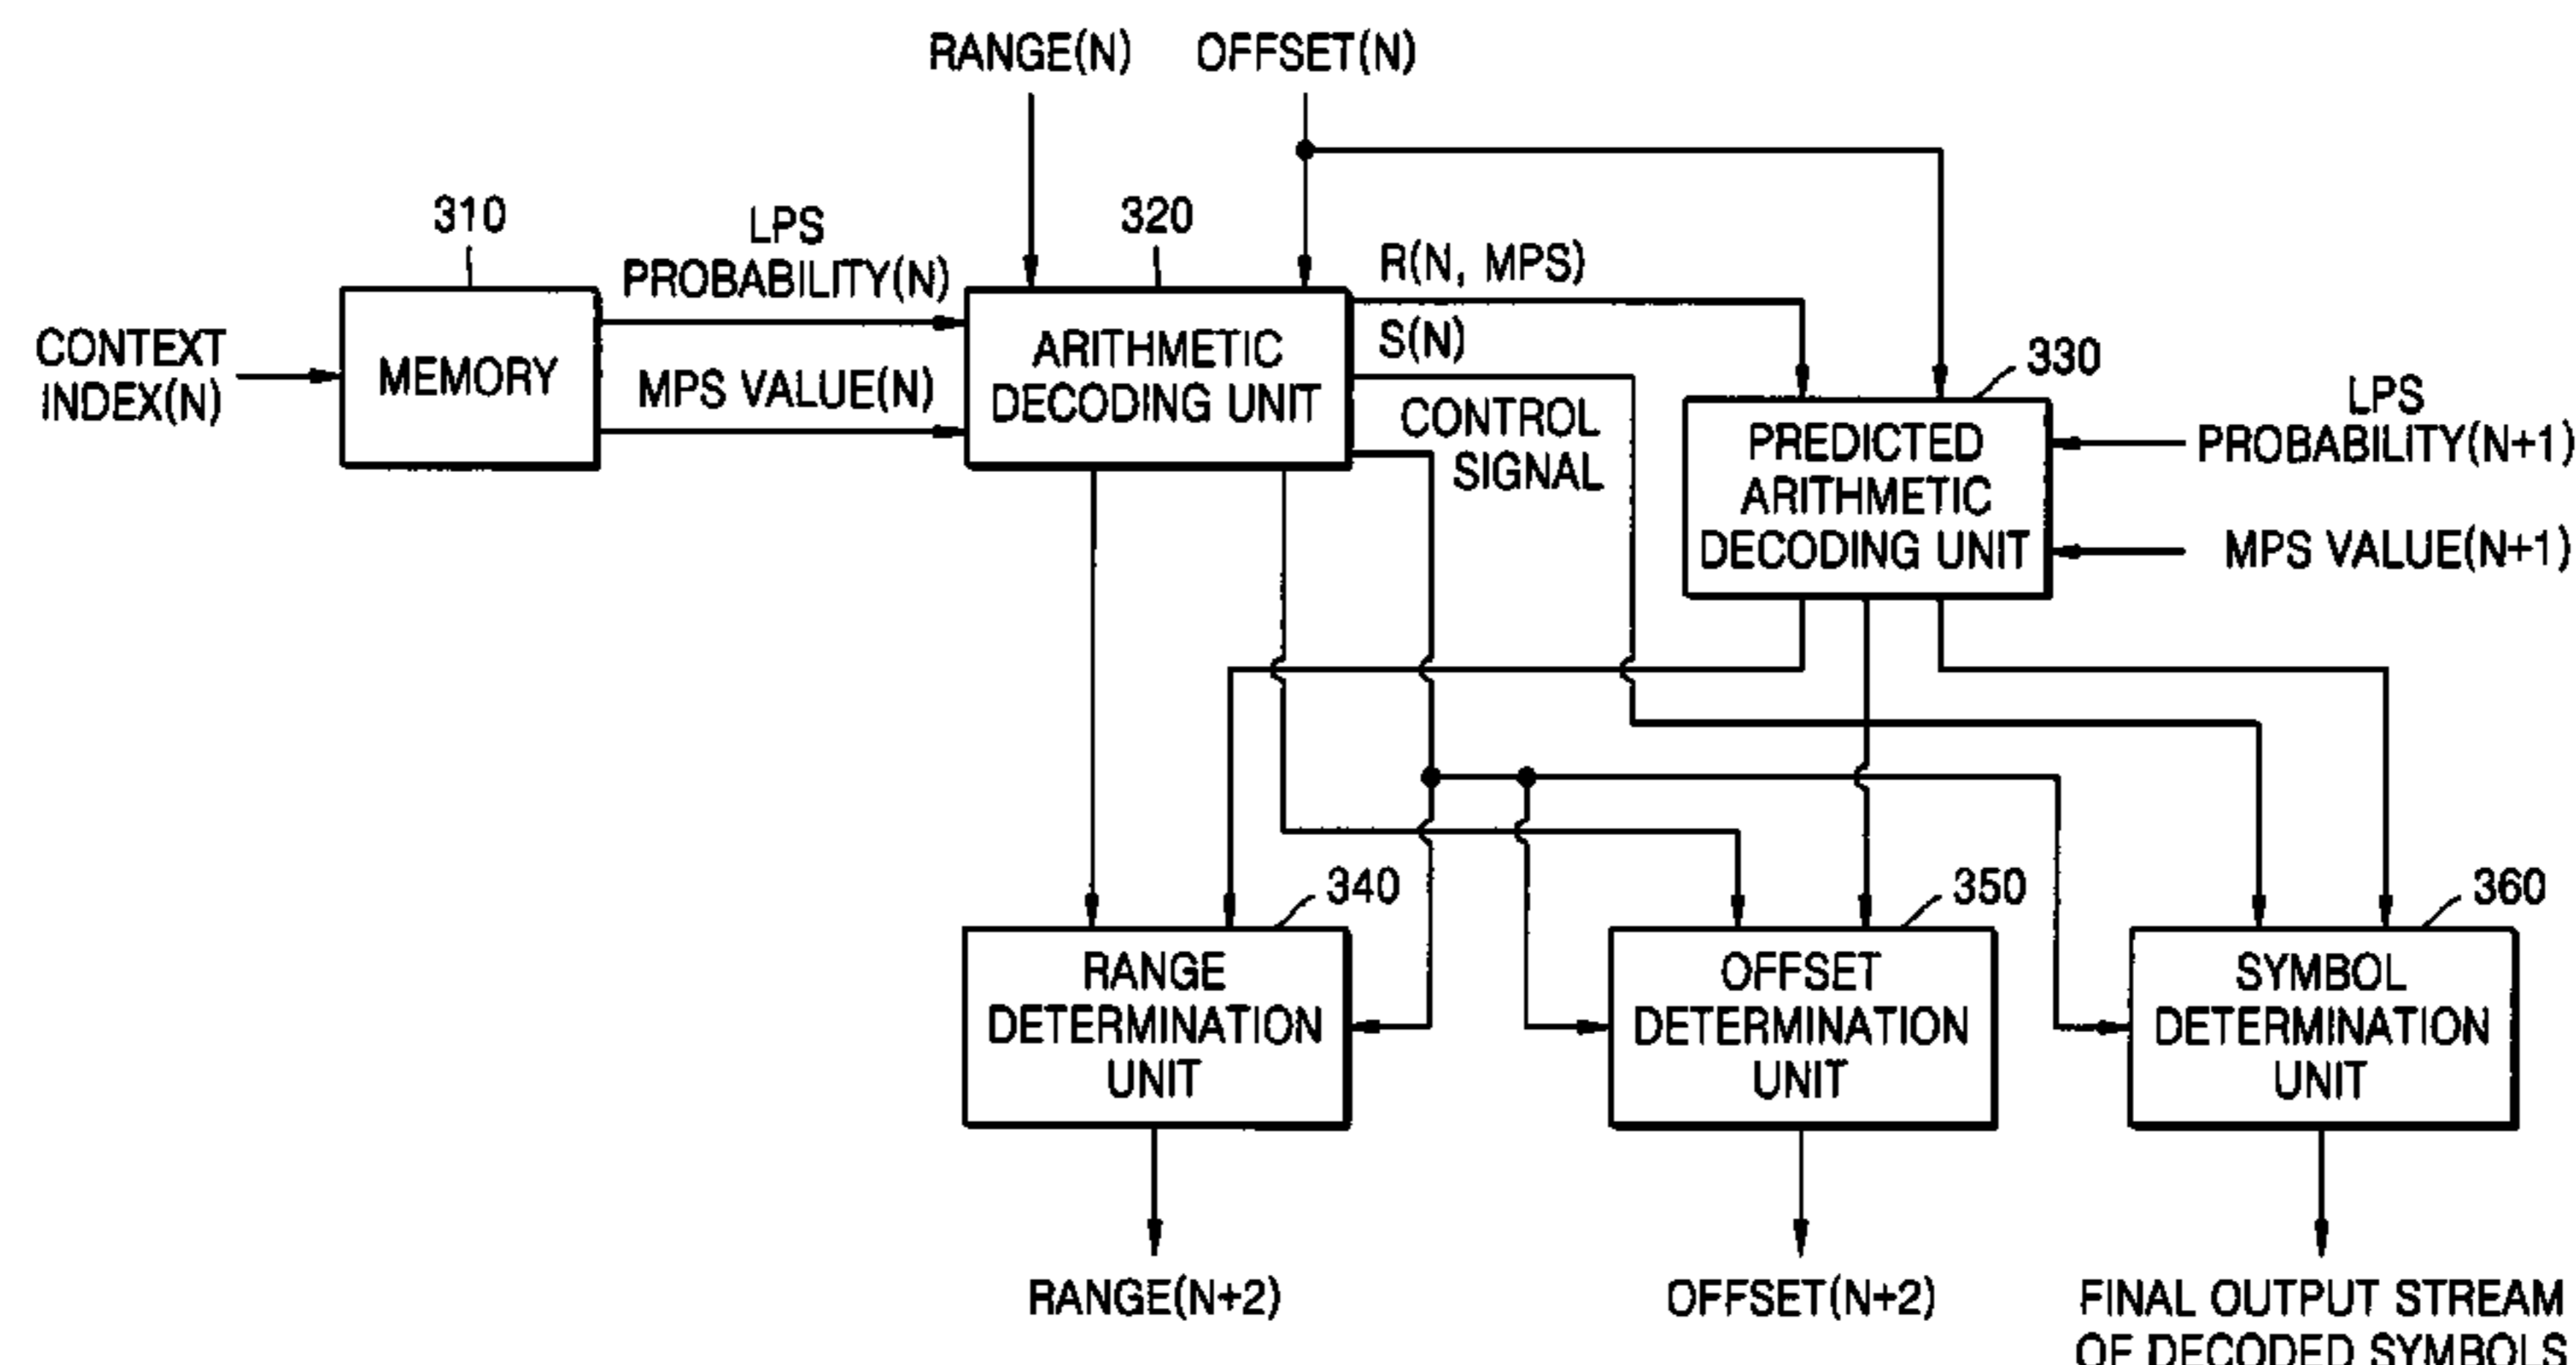 RANGE(N) OFFSET(N)
310
LPS
PROBABILITY(N)
320
R(N, MPS)
CONTEXT
INDEX(N)
MEMORY
MPS VALUE(N)
ARITHMETIC
DECODING UNIT
S(N)
CONTROL
SIGNAL
330
PREDICTED
ARITHMETIC
DECODING UNIT
LPS
PROBABILITY(N+1)
MPS VALUE(N+1)
340
RANGE
DETERMINATION
UNIT
350
OFFSET
DETERMINATION
UNIT
360
SYMBOL
DETERMINATION
UNIT
RANGE(N+2)
OFFSET(N+2)
FINAL OUTPUT STREAM
OF DECODED SYMBOLS